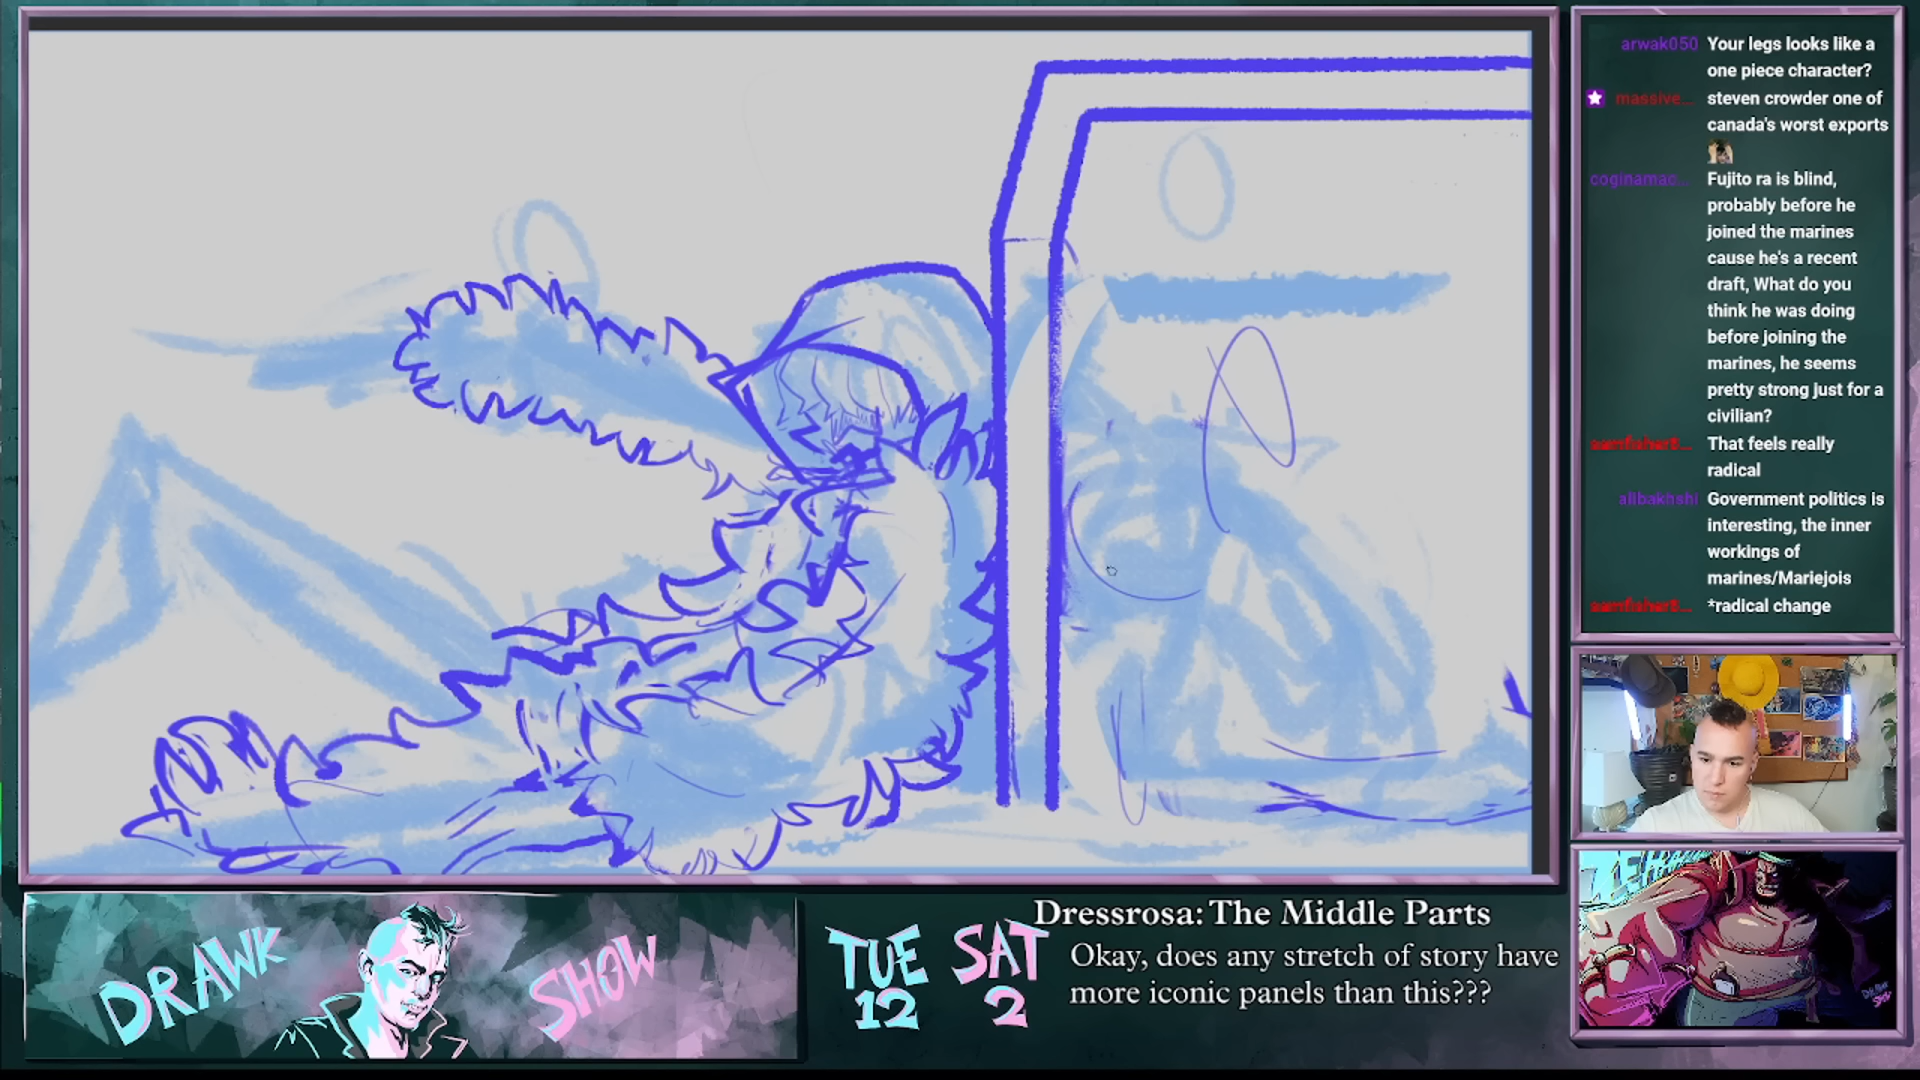 arwak050 Your legs looks like a
one piece character?
massive... steven crowder one of
canada's worst exports
coginamac... Fujito ra is blind,
probably before he
joined the marines
cause he's a recent
draft, What do you
think he was doing
before joining the
marines, he seems
pretty strong just for a
civilian?
That feels really
radical
alibakhshi Government politics is
interesting, the inner
workings of
marines/Mariejois
*radical change
DRAWK
SHOW
TUE
12
SAT
2
Dressrosa: The Middle Parts
Okay, does any stretch of story have
more iconic panels than this???